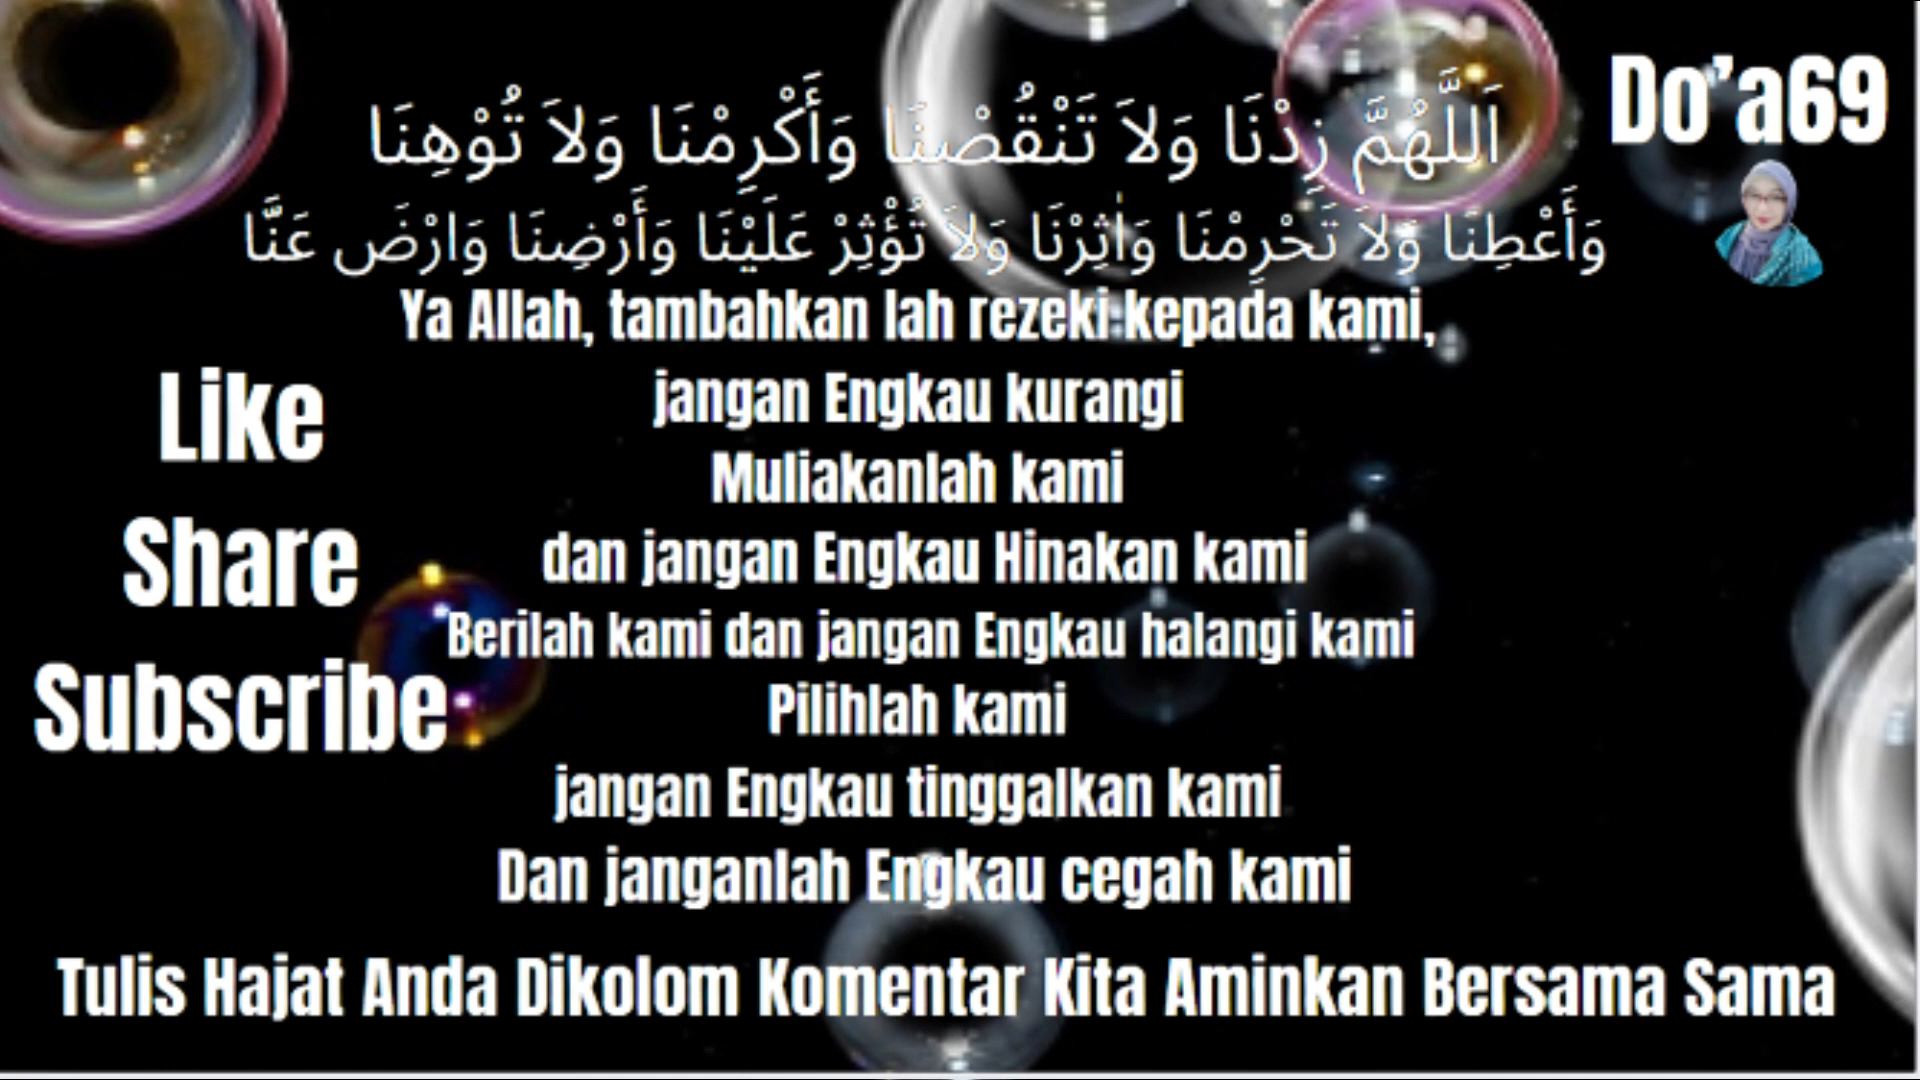 Do'a69
اَللَّهُمَّ زِدْنَا وَلاَ تَنْقُصْنَا وَأَكْرِمْنَا وَلاَ تُوْهِنَا
وَأَعْطِنَا وَلاَ تَحْرِمْنَا وَاٰثِرْنَا وَلاَ تُؤْثِرْ عَلَيْنَا وَأَرْضِنَا وَارْضَ عَنَّا
Ya Allah, tambahkan lah rezeki kepada kami,
jangan Engkau kurangi
Muliakanlah kami
dan jangan Engkau Hinakan kami
Berilah kami dan jangan Engkau halangi kami
Pilihlah kami
jangan Engkau tinggalkan kami
Dan janganlah Engkau cegah kami
Like
Share
Subscribe
Tulis Hajat Anda Dikolom Komentar Kita Aminkan Bersama Sama